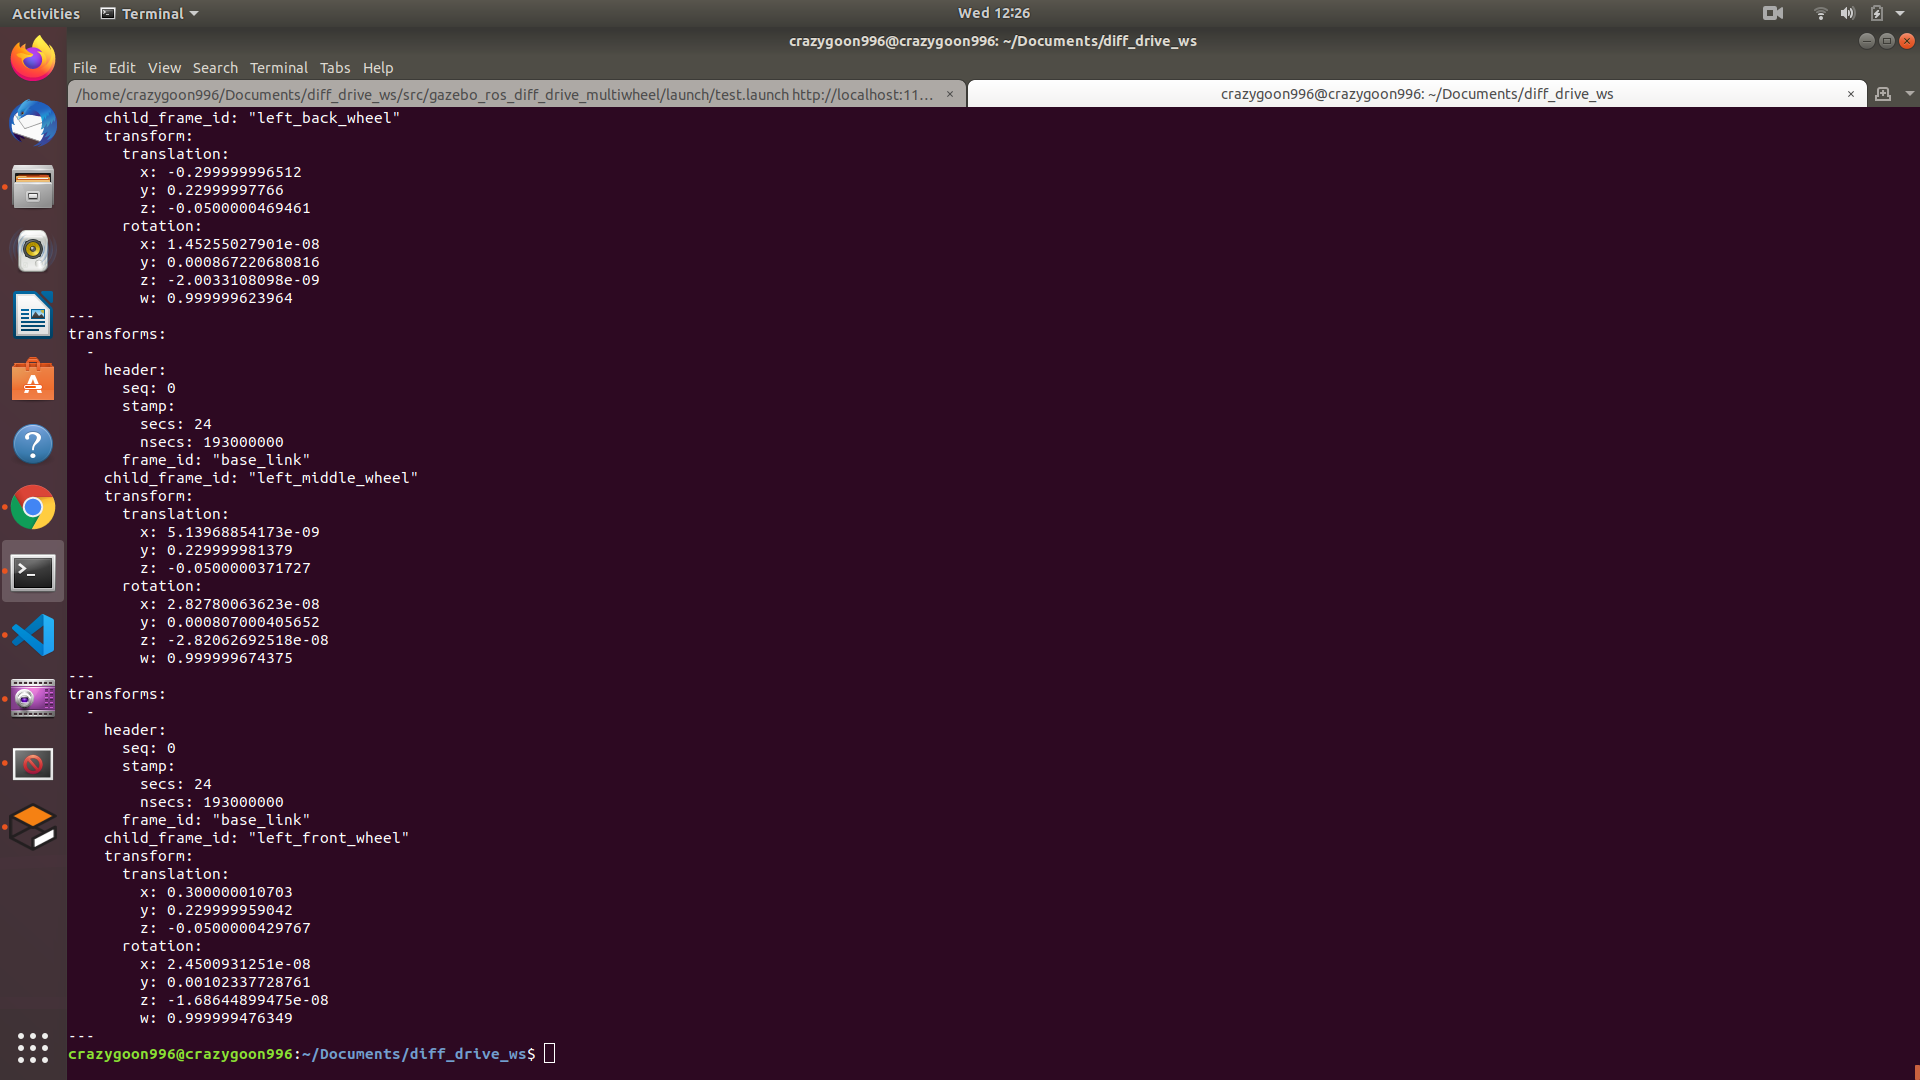 Activities Terminal Wed 12:26
crazygoon996@crazygoon996: ~/Documents/diff_drive_ws
File Edit View Search Terminal Tabs Help
/home/crazygoon996/Documents/diff_drive_ws/src/gazebo_ros_diff_drive_multiwheel/launch/test.launch http://localhost:11... × crazygoon996@crazygoon996: ~/Documents/diff_drive_ws ×
child_frame_id: "left_back_wheel"
transform:
translation:
x: -0.299999996512
y: 0.22999997766
z: -0.0500000469461
rotation:
x: 1.45255027901e-08
y: 0.000867220680816
z: -2.0033108098e-09
w: 0.999999623964
---
transforms:
-
header:
seq: 0
stamp:
secs: 24
nsecs: 193000000
frame_id: "base_link"
child_frame_id: "left_middle_wheel"
transform:
translation:
x: 5.13968854173e-09
y: 0.229999981379
z: -0.0500000371727
rotation:
x: 2.82780063623e-08
y: 0.000807000405652
z: -2.82062692518e-08
w: 0.999999674375
---
transforms:
-
header:
seq: 0
stamp:
secs: 24
nsecs: 193000000
frame_id: "base_link"
child_frame_id: "left_front_wheel"
transform:
translation:
x: 0.300000010703
y: 0.229999959042
z: -0.0500000429767
rotation:
x: 2.4500931251e-08
y: 0.00102337728761
z: -1.68644899475e-08
w: 0.999999476349
---
crazygoon996@crazygoon996:~/Documents/diff_drive_ws$